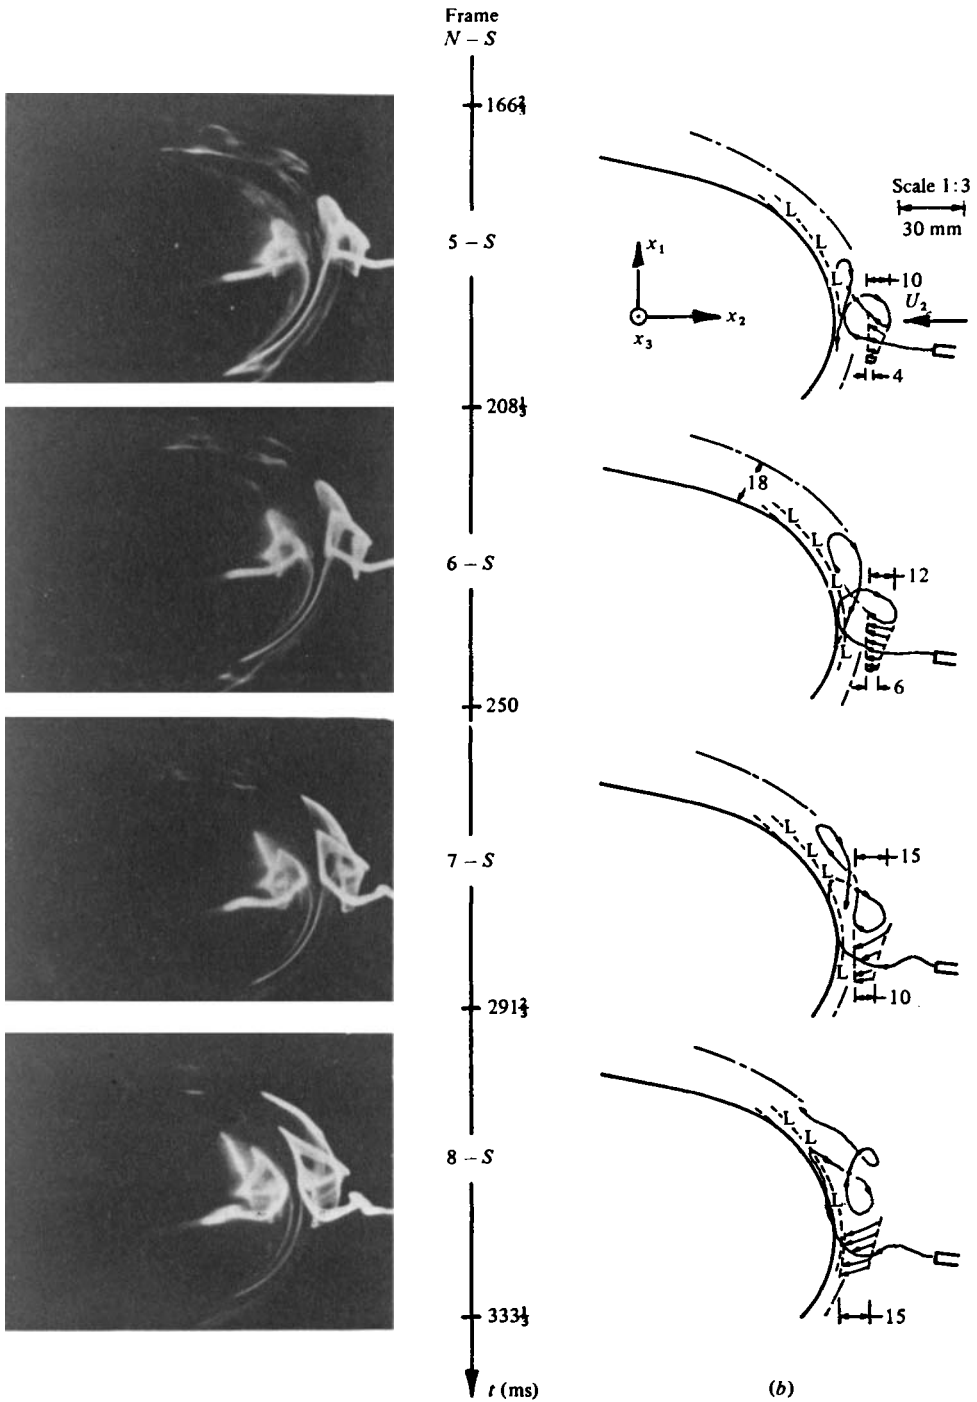 Frame
N – S
166⅔
5 – S
208⅓
6 – S
250
7 – S
291⅔
8 – S
333⅓
t (ms)
Scale 1:3
30 mm
x₁
x₂
x₃
U₂
L
L
L
10
4
18
L
L
L
L
12
6
L
L
L
L
15
10
L
L
L
15
(b)